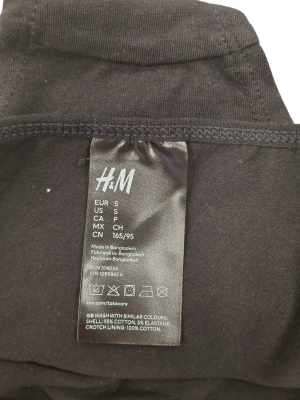 H&M
EUR S
US S
CA P
MX CH
CN 165/95
Made in Bangladesh
Fabriqué au Bangladesh
Hecho en Bangladesh
hm.com/takecare
GB WASH WITH SIMILAR COLOURS.
SHELL: 95% COTTON, 5% ELASTANE.
CROTCH LINING: 100% COTTON.